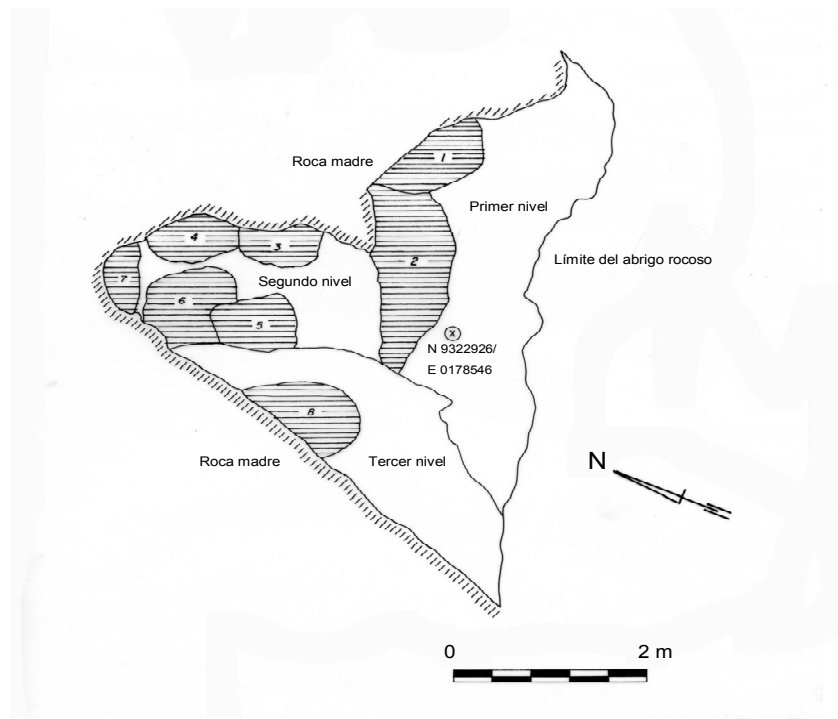 Roca madre
1
Primer nivel
4
3
2
Límite del abrigo rocoso
7
Segundo nivel
6
5
x
N 9322926/
E 0178546
8
Roca madre
Tercer nivel
N
0 2 m